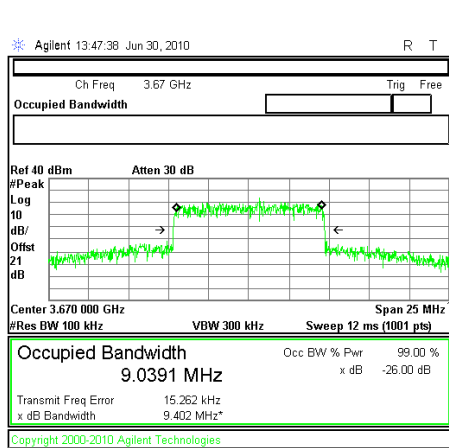 Agilent 13:47:38 Jun 30, 2010 R T
Ch Freq 3.67 GHz Trig Free
Occupied Bandwidth
Ref 40 dBm Atten 30 dB
#Peak
Log
10
dB/
Offst
21
dB
Center 3.670 000 GHz Span 25 MHz
#Res BW 100 kHz VBW 300 kHz Sweep 12 ms (1001 pts)
Occupied Bandwidth Occ BW % Pwr 99.00 %
9.0391 MHz x dB -26.00 dB
Transmit Freq Error 15.262 kHz
x dB Bandwidth 9.402 MHz*
Copyright 2000-2010 Agilent Technologies